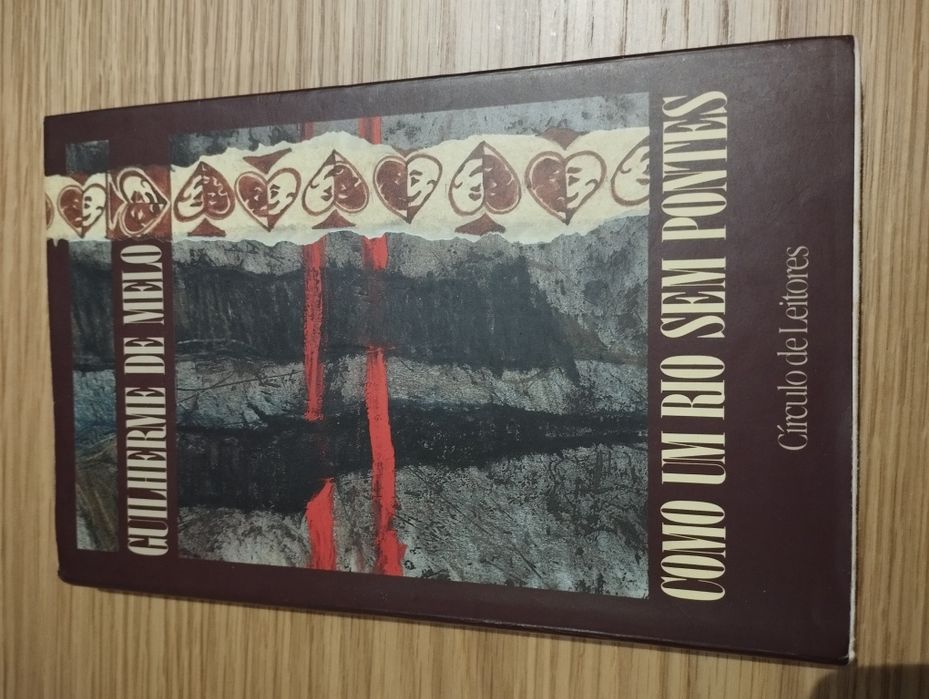 GUILHERME DE MELO
COMO UM RIO SEM PONTES
Círculo de Leitores